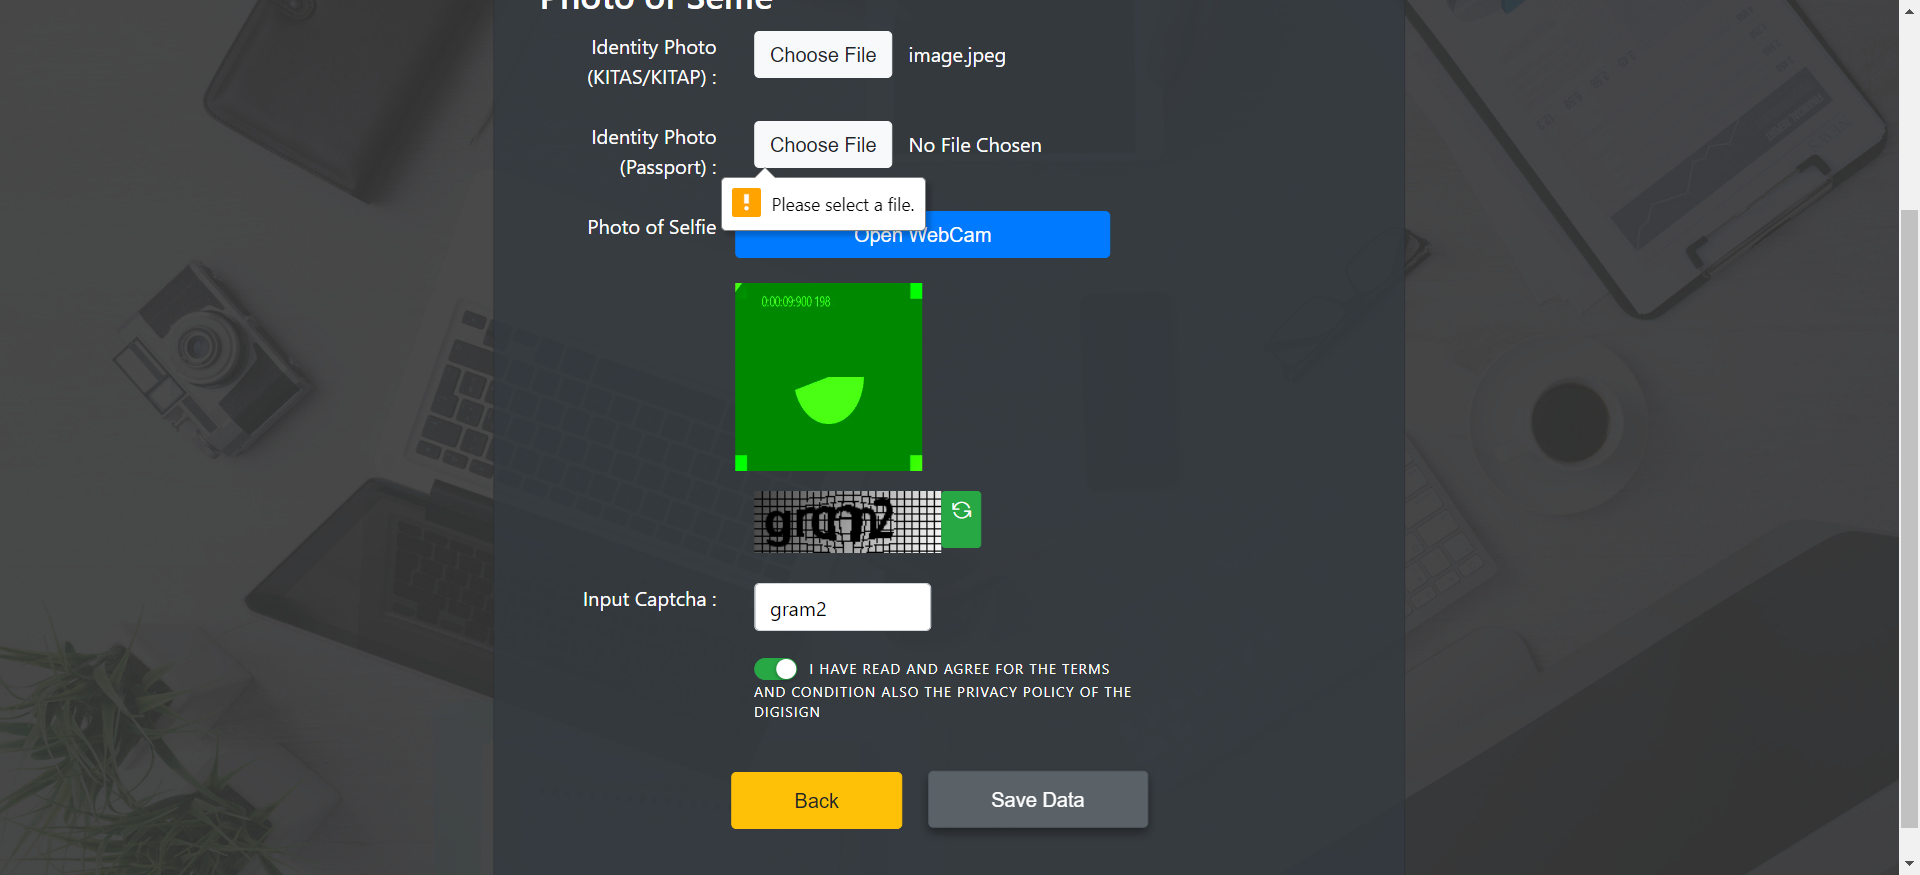 Photo of Selfie
Identity Photo
(KITAS/KITAP) :
Choose File
image.jpeg
Identity Photo
(Passport) :
Choose File
No File Chosen
Please select a file.
Photo of Selfie
Open WebCam
0:00:09:900 198
gram2
Input Captcha :
gram2
I HAVE READ AND AGREE FOR THE TERMS
AND CONDITION ALSO THE PRIVACY POLICY OF THE
DIGISIGN
Back
Save Data